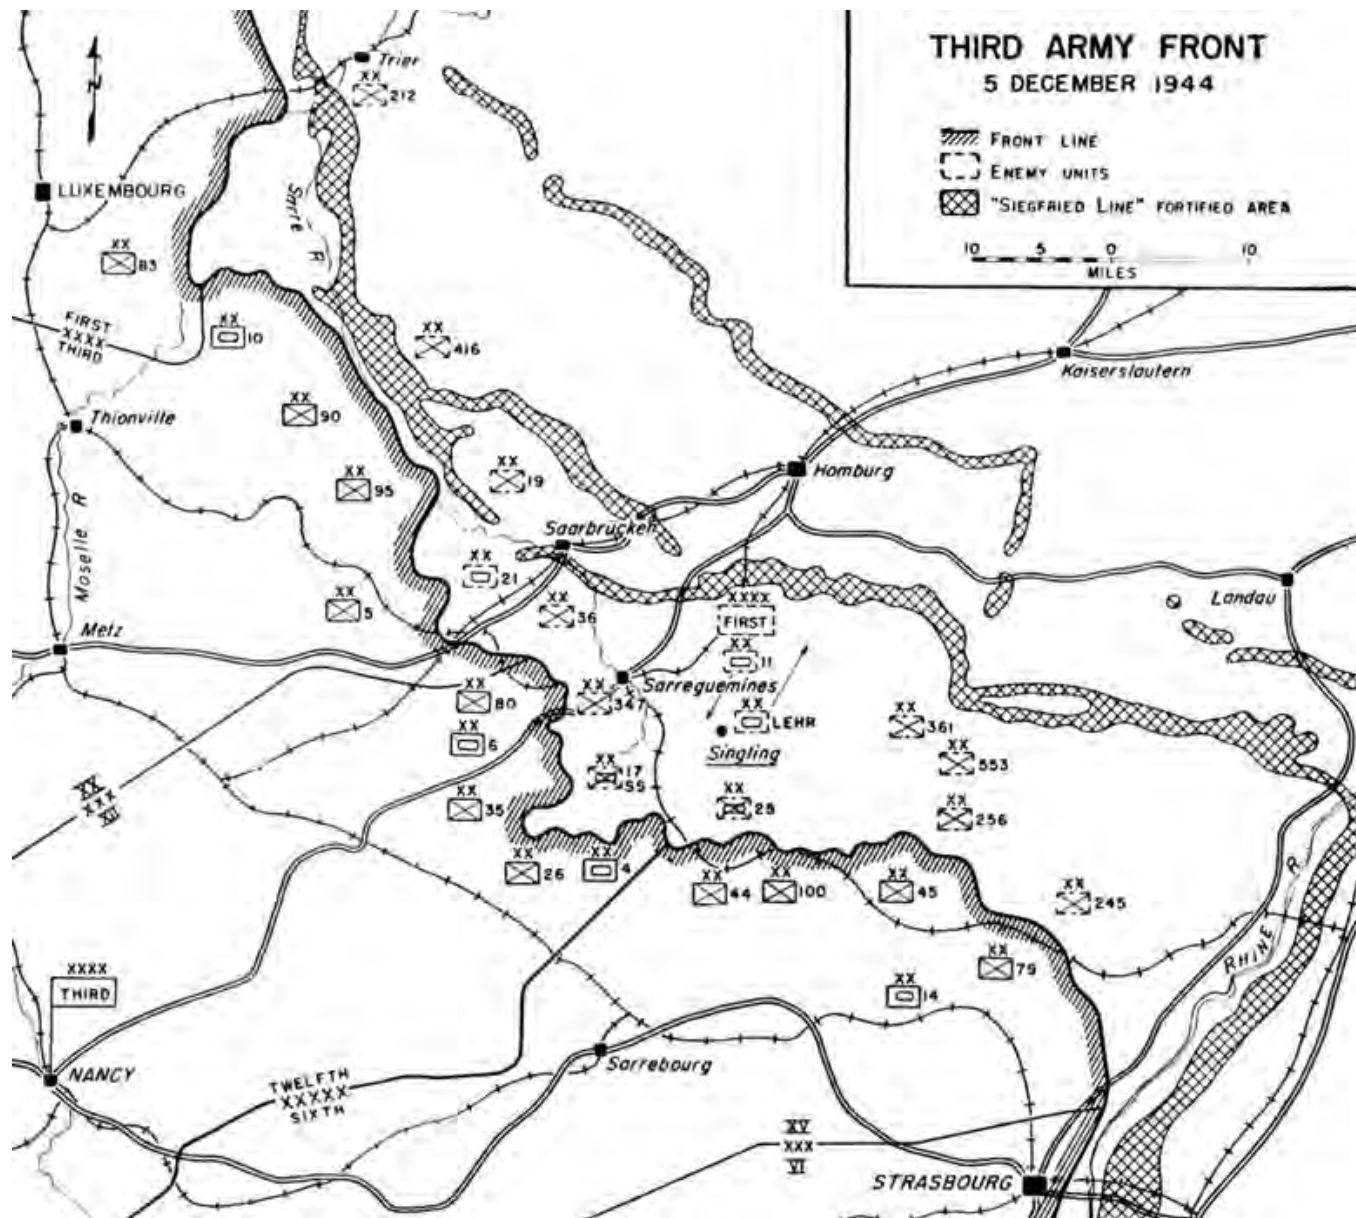 THIRD ARMY FRONT
5 DECEMBER 1944
FRONT LINE
ENEMY UNITS
"SIEGFRIED LINE" FORTIFIED AREA
10 5 0 10
MILES
N
Trier
XX
212
LUXEMBOURG
Saare R
XX
83
FIRST
XXXX
THIRD
XX
10
XX
416
Kaiserslautern
Thionville
XX
90
XX
95
XX
19
Homburg
Moselle R
Saarbrücken
XX
21
XX
5
XX
36
XXXX
FIRST
Landau
Metz
XX
11
Sarreguemines
XX
80
XX
347
XX
LEHR
XX
361
XX
6
Singling
XX
553
XX
17
SS
XX
XXX
XII
XX
35
XX
25
XX
256
XX
26
XX
4
XX
44
XX
100
XX
45
XX
245
RHINE R
XXXX
THIRD
XX
79
XX
14
NANCY
Sarrebourg
TWELFTH
XXXXX
SIXTH
XV
XXX
VI
STRASBOURG